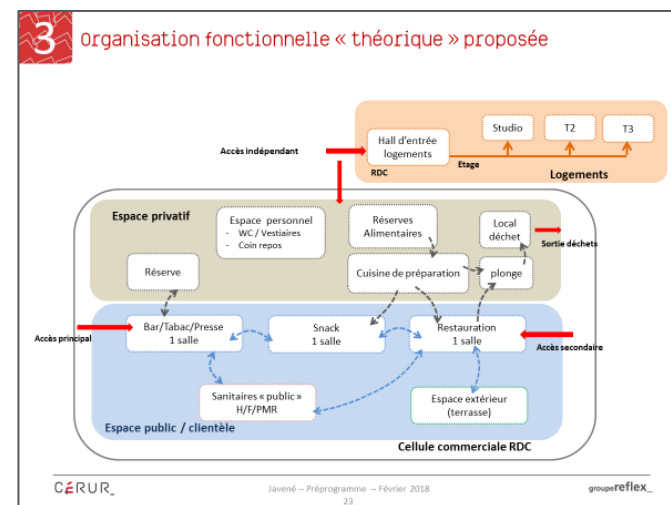 3
Organisation fonctionnelle « théorique » proposée
Accès indépendant
Hall d'entrée
logements
RDC
Etage
Studio
T2
T3
Logements
Espace privatif
Espace personnel
- WC / Vestiaires
- Coin repos
Réserves
Alimentaires
Local
déchet
Sortie déchets
Réserve
Cuisine de préparation
plonge
Accès principal
Bar/Tabac/Presse
1 salle
Snack
1 salle
Restauration
1 salle
Accès secondaire
Sanitaires « public »
H/F/PMR
Espace extérieur
(terrasse)
Espace public / clientèle
Cellule commerciale RDC
CÉRUR_
Javené – Préprogramme – Février 2018
23
groupereflex_